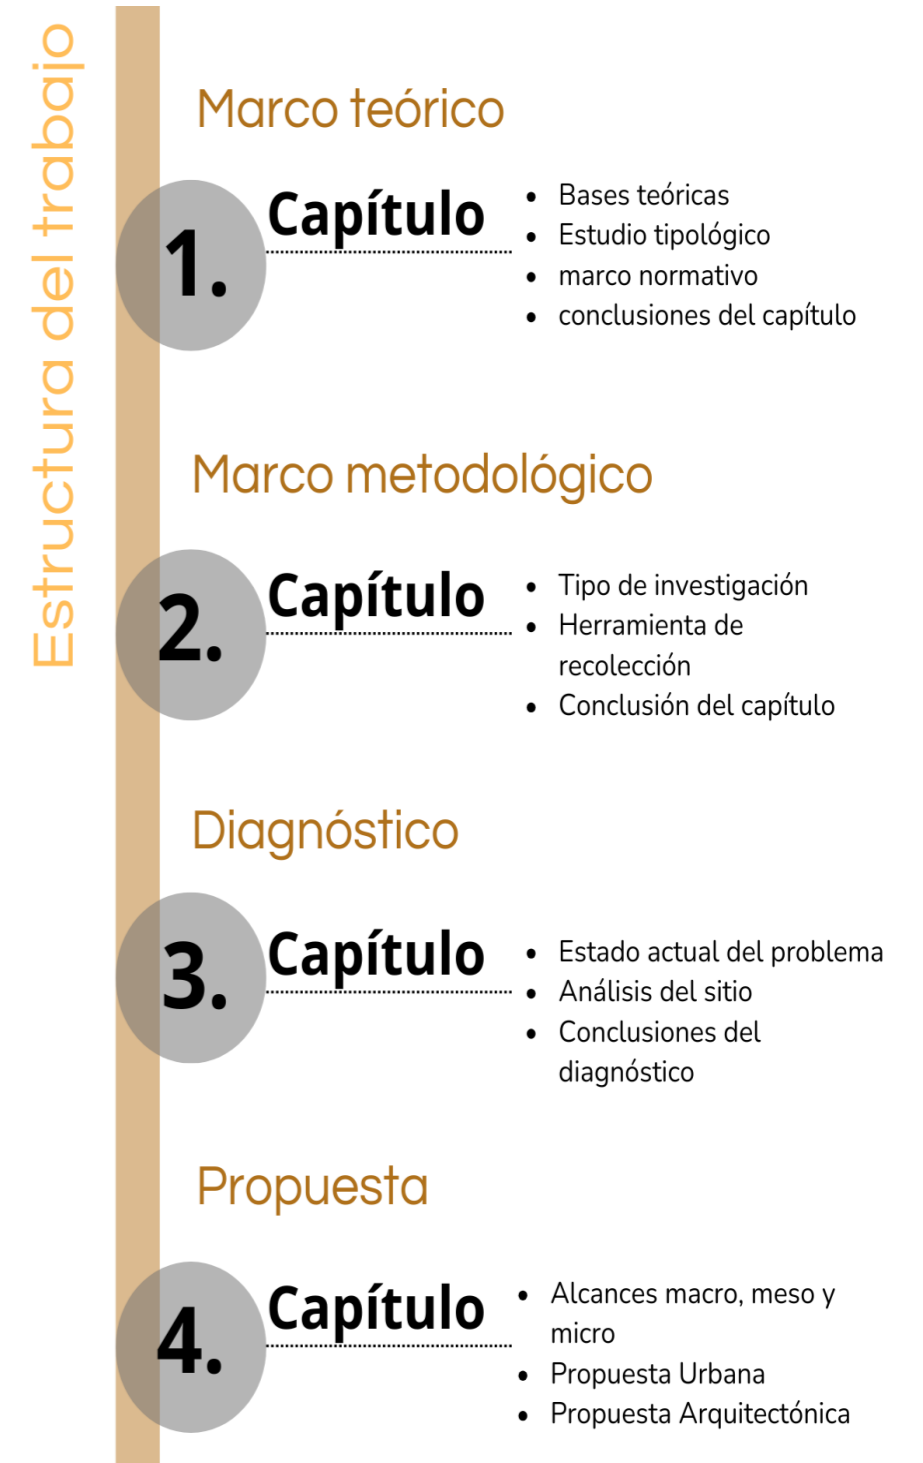 Estructura del trabajo
Marco teórico
1.
Capítulo
• Bases teóricas
• Estudio tipológico
• marco normativo
• conclusiones del capítulo
Marco metodológico
2.
Capítulo
• Tipo de investigación
• Herramienta de
recolección
• Conclusión del capítulo
Diagnóstico
3.
Capítulo
• Estado actual del problema
• Análisis del sitio
• Conclusiones del
diagnóstico
Propuesta
4.
Capítulo
• Alcances macro, meso y
micro
• Propuesta Urbana
• Propuesta Arquitectónica